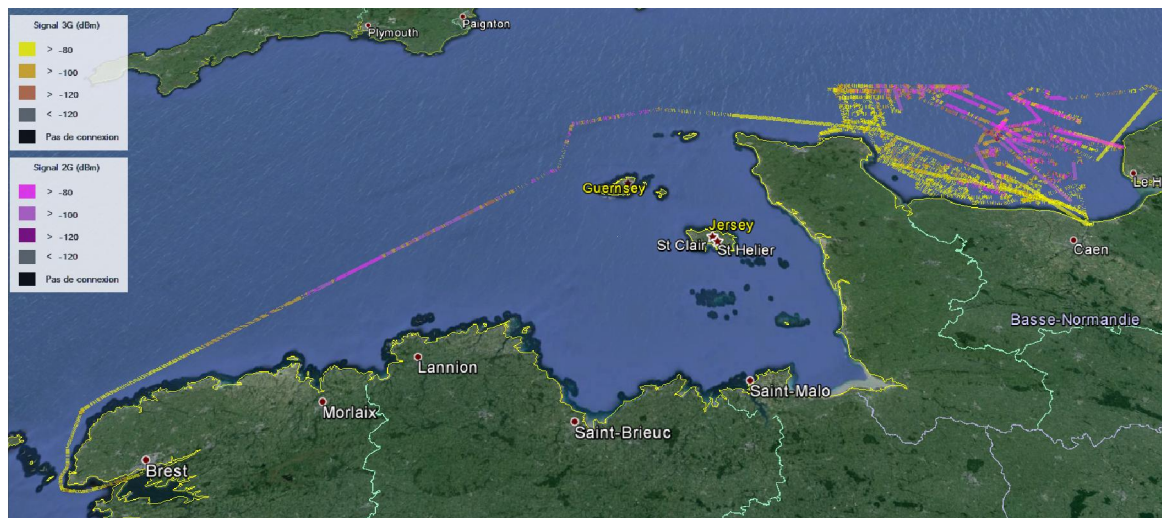 Signal 3G (dBm)
> -80
> -100
> -120
< -120
Pas de connexion
Signal 2G (dBm)
> -80
> -100
> -120
< -120
Pas de connexion
Plymouth
Paignton
Guernsey
Jersey
St Clair
St Helier
Le H
Caen
Basse-Normandie
Lannion
Morlaix
Saint-Malo
Saint-Brieuc
Brest